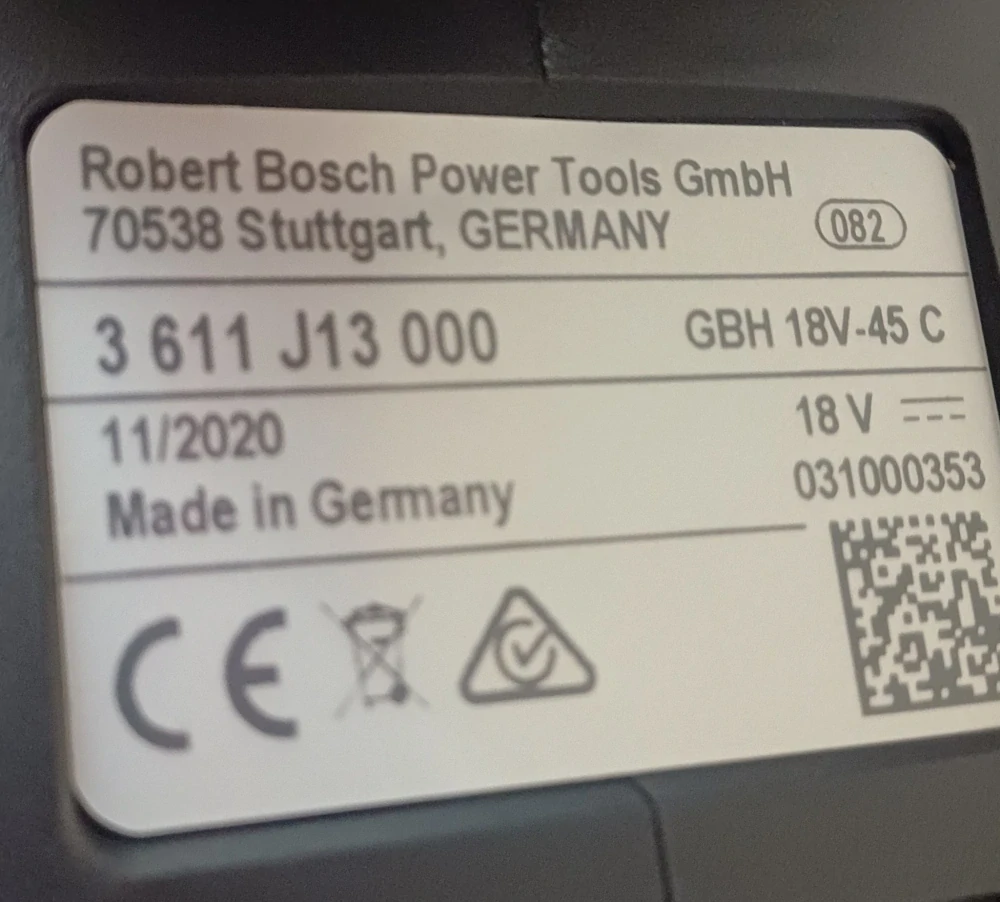 Robert Bosch Power Tools GmbH
70538 Stuttgart, GERMANY
082
3 611 J13 000
GBH 18V-45 C
11/2020
18 V
Made in Germany
031000353
CE